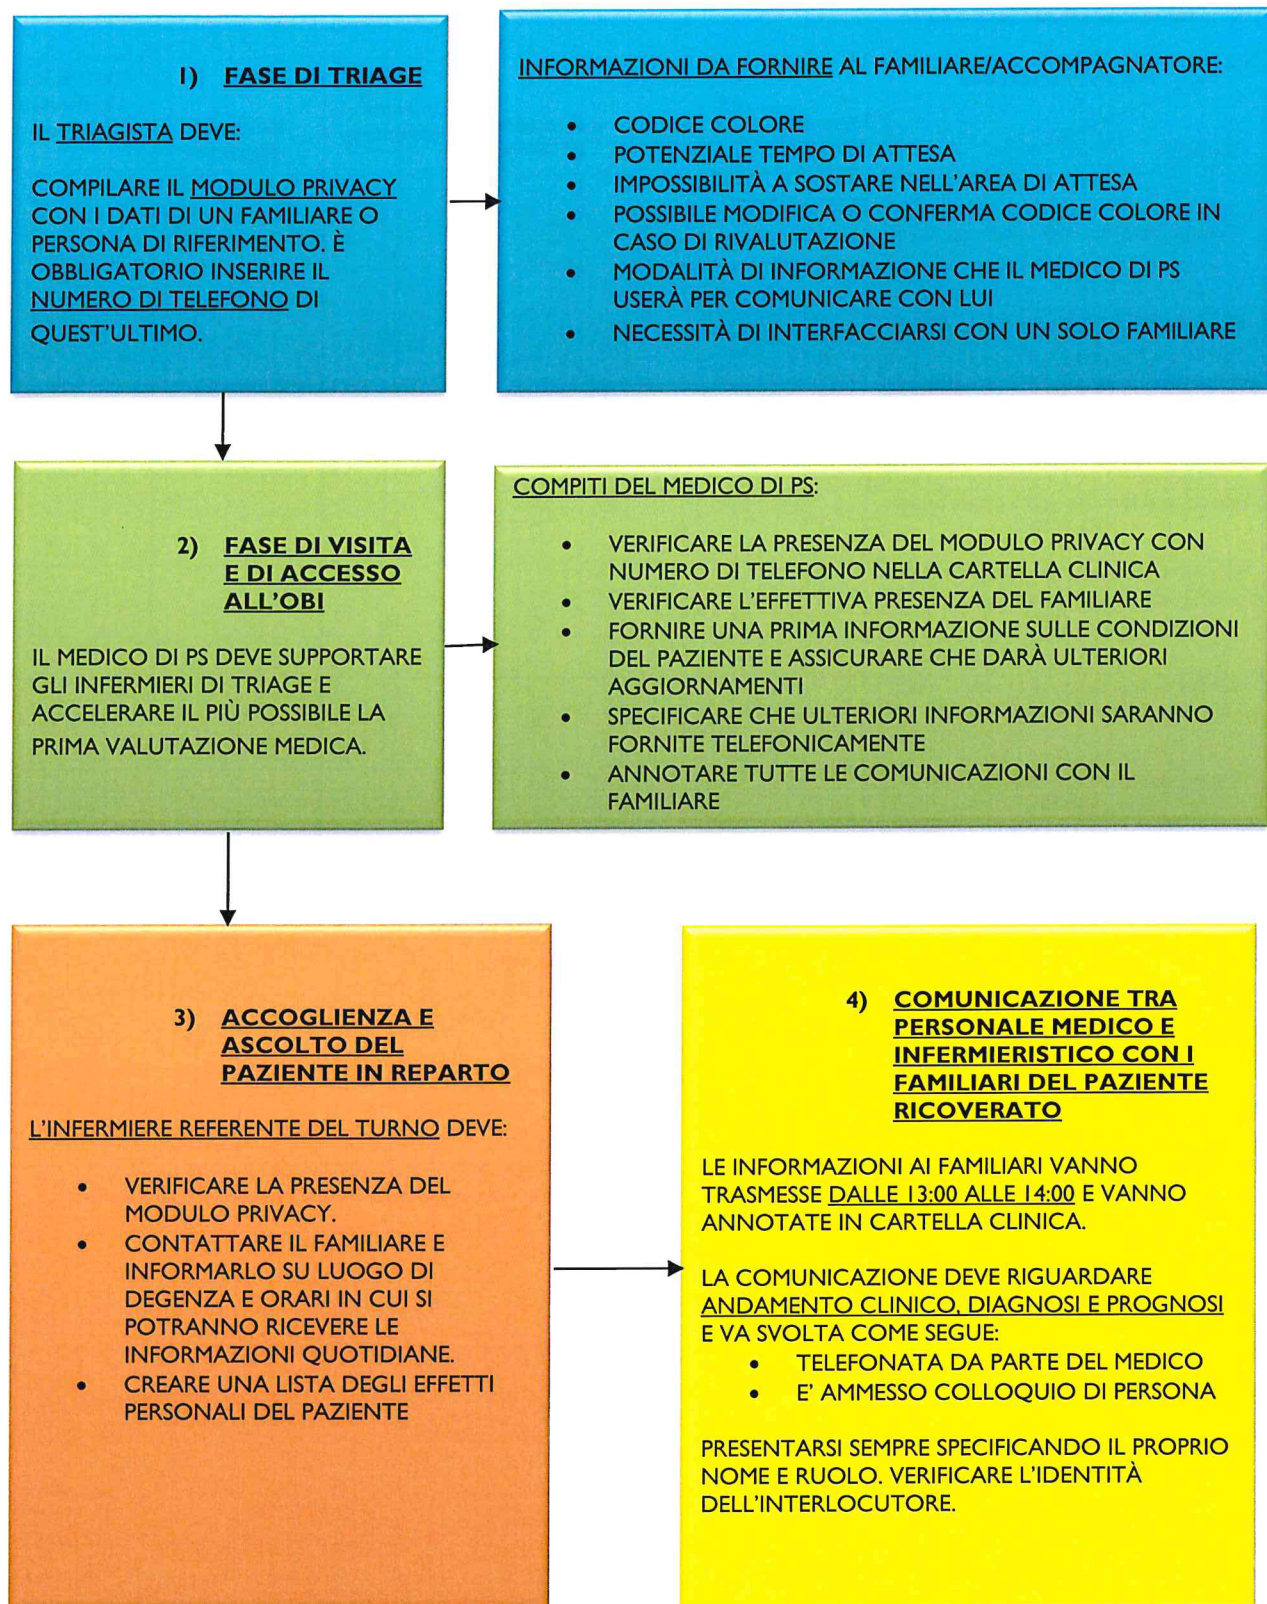 1) FASE DI TRIAGE
IL TRIAGISTA DEVE:
COMPILARE IL MODULO PRIVACY
CON I DATI DI UN FAMILIARE O
PERSONA DI RIFERIMENTO. È
OBBLIGATORIO INSERIRE IL
NUMERO DI TELEFONO DI
QUEST'ULTIMO.
INFORMAZIONI DA FORNIRE AL FAMILIARE/ACCOMPAGNATORE:
• CODICE COLORE
• POTENZIALE TEMPO DI ATTESA
• IMPOSSIBILITÀ A SOSTARE NELL'AREA DI ATTESA
• POSSIBILE MODIFICA O CONFERMA CODICE COLORE IN
CASO DI RIVALUTAZIONE
• MODALITÀ DI INFORMAZIONE CHE IL MEDICO DI PS
USERÀ PER COMUNICARE CON LUI
• NECESSITÀ DI INTERFACCIARSI CON UN SOLO FAMILIARE
2) FASE DI VISITA
E DI ACCESSO
ALL'OBI
IL MEDICO DI PS DEVE SUPPORTARE
GLI INFERMIERI DI TRIAGE E
ACCELERARE IL PIÙ POSSIBILE LA
PRIMA VALUTAZIONE MEDICA.
COMPITI DEL MEDICO DI PS:
• VERIFICARE LA PRESENZA DEL MODULO PRIVACY CON
NUMERO DI TELEFONO NELLA CARTELLA CLINICA
• VERIFICARE L'EFFETTIVA PRESENZA DEL FAMILIARE
• FORNIRE UNA PRIMA INFORMAZIONE SULLE CONDIZIONI
DEL PAZIENTE E ASSICURARE CHE DARÀ ULTERIORI
AGGIORNAMENTI
• SPECIFICARE CHE ULTERIORI INFORMAZIONI SARANNO
FORNITE TELEFONICAMENTE
• ANNOTARE TUTTE LE COMUNICAZIONI CON IL
FAMILIARE
3) ACCOGLIENZA E
ASCOLTO DEL
PAZIENTE IN REPARTO
L'INFERMIERE REFERENTE DEL TURNO DEVE:
• VERIFICARE LA PRESENZA DEL
MODULO PRIVACY.
• CONTATTARE IL FAMILIARE E
INFORMARLO SU LUOGO DI
DEGENZA E ORARI IN CUI SI
POTRANNO RICEVERE LE
INFORMAZIONI QUOTIDIANE.
• CREARE UNA LISTA DEGLI EFFETTI
PERSONALI DEL PAZIENTE
4) COMUNICAZIONE TRA
PERSONALE MEDICO E
INFERMIERISTICO CON I
FAMILIARI DEL PAZIENTE
RICOVERATO
LE INFORMAZIONI AI FAMILIARI VANNO
TRASMESSE DALLE 13:00 ALLE 14:00 E VANNO
ANNOTATE IN CARTELLA CLINICA.
LA COMUNICAZIONE DEVE RIGUARDARE
ANDAMENTO CLINICO, DIAGNOSI E PROGNOSI
E VA SVOLTA COME SEGUE:
• TELEFONATA DA PARTE DEL MEDICO
• E' AMMESSO COLLOQUIO DI PERSONA
PRESENTARSI SEMPRE SPECIFICANDO IL PROPRIO
NOME E RUOLO. VERIFICARE L'IDENTITÀ
DELL'INTERLOCUTORE.